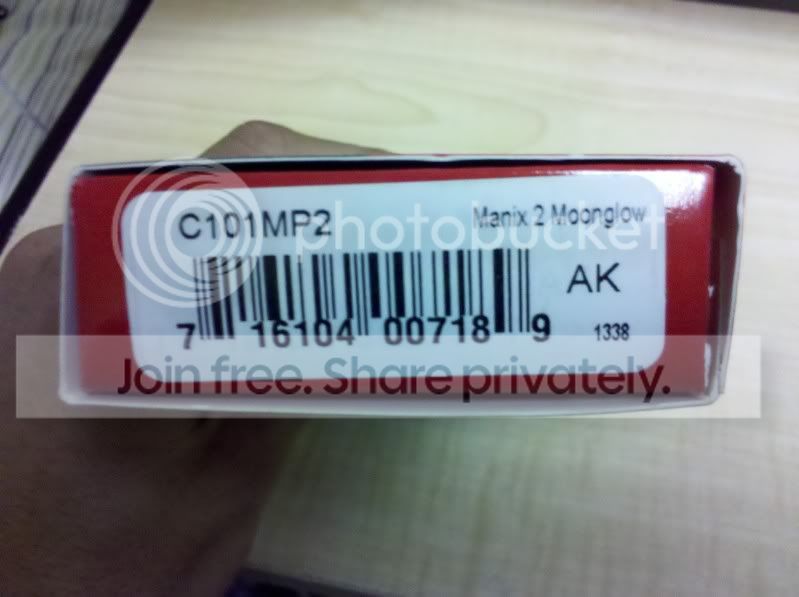 C101MP2 Manix 2 Moonglow
photobucket
AK
7 16104 00718 9 1338
Join free. Share privately.